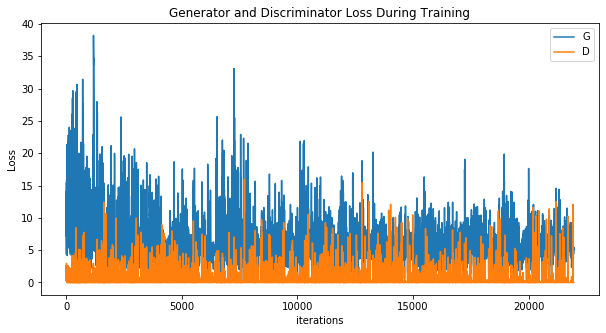 Generator and Discriminator Loss During Training
40
35
30
25
20
15
10
5
0
Loss
G
D
0
5000
10000
15000
20000
iterations